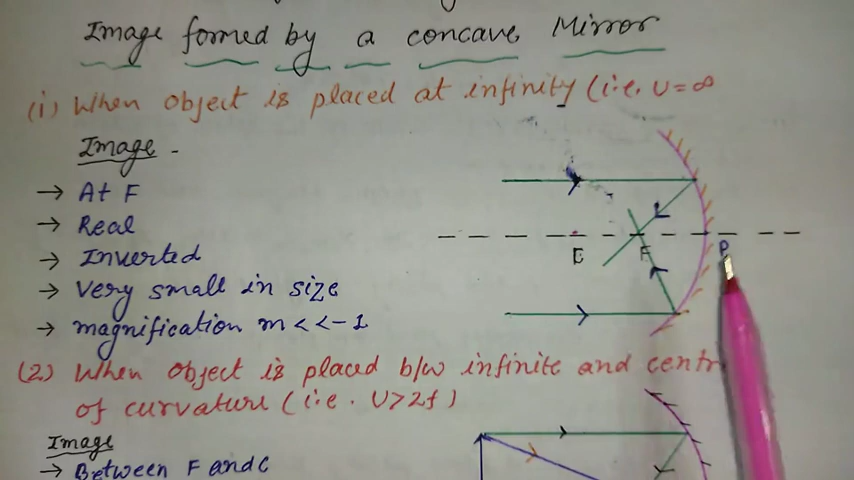 Image formed by a concave Mirror
(i) When object is placed at infinity (i.e. u = ∞
Image -
→ At F
→ Real
→ Inverted
→ Very small in size
→ magnification m << -1
F
P
(2) When object is placed b/w infinite and centr
of curvature (i.e. u > 2f)
Image
→ Between F and C